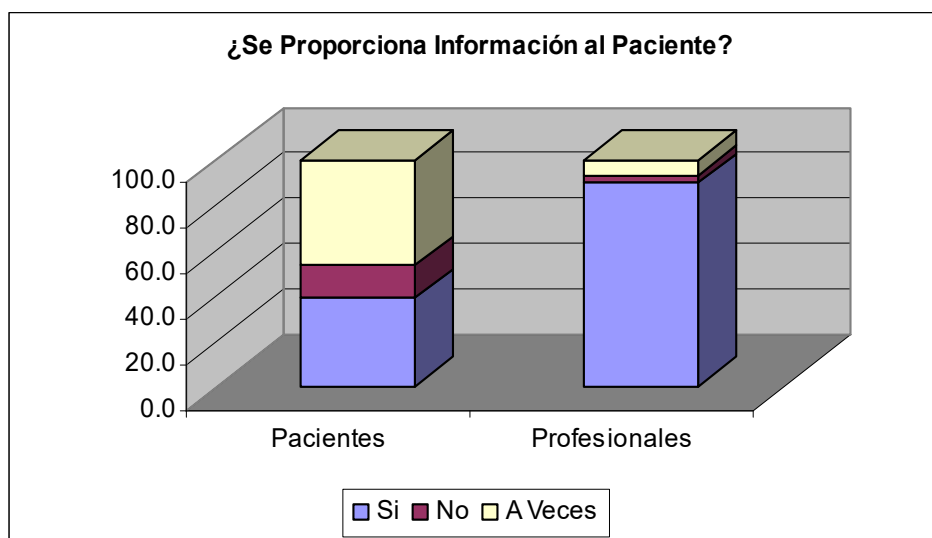 ¿Se Proporciona Información al Paciente?
100.0
80.0
60.0
40.0
20.0
0.0
Pacientes Profesionales
Si No A Veces